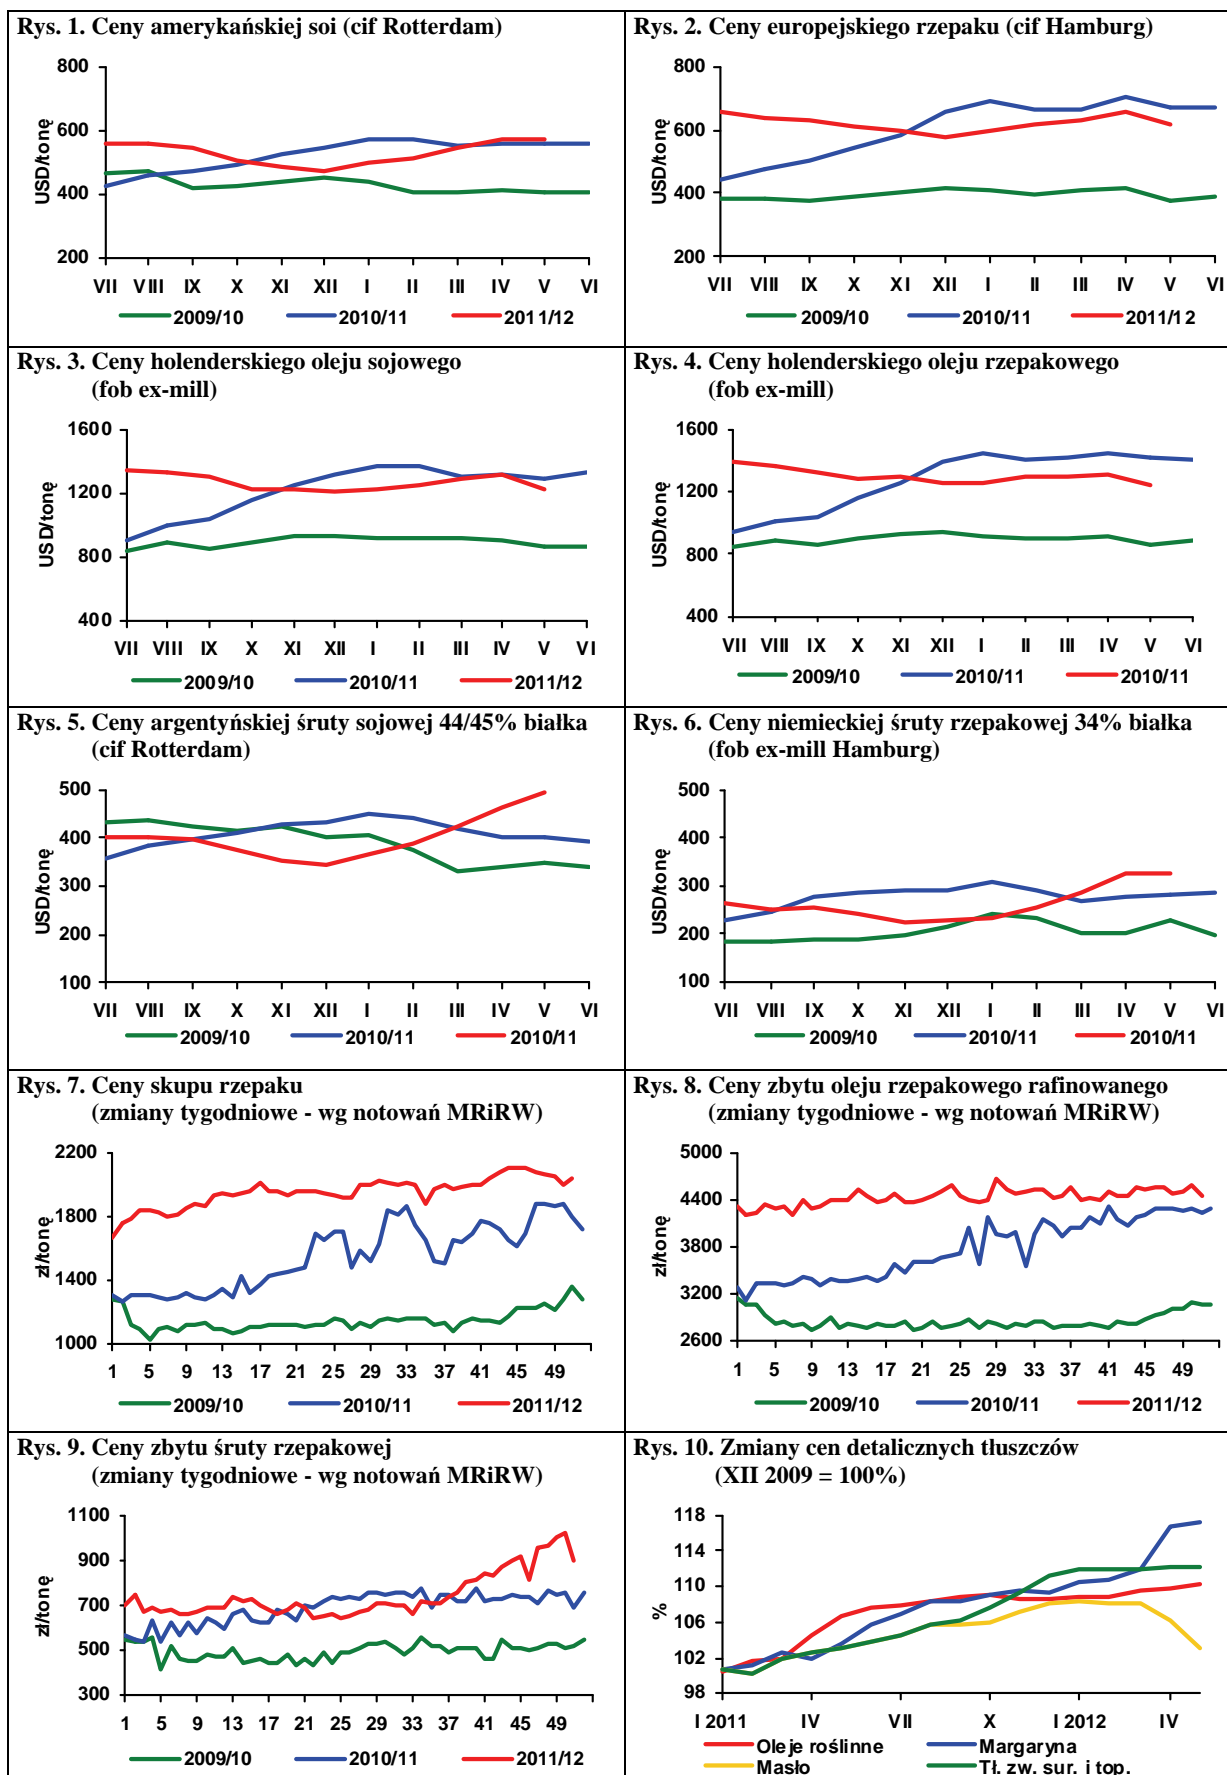 Rys. 1. Ceny amerykańskiej soi (cif Rotterdam)
800
600
400
200
USD/tonę
VII VIII IX X XI XII I II III IV V VI
2009/10 2010/11 2011/12
Rys. 2. Ceny europejskiego rzepaku (cif Hamburg)
800
600
400
200
USD/tonę
VII VIII IX X XI XII I II III IV V VI
2009/10 2010/11 2011/12
Rys. 3. Ceny holenderskiego oleju sojowego
(fob ex-mill)
1600
1200
800
400
USD/tonę
VII VIII IX X XI XII I II III IV V VI
2009/10 2010/11 2011/12
Rys. 4. Ceny holenderskiego oleju rzepakowego
(fob ex-mill)
1600
1200
800
400
USD/tonę
VII VIII IX X XI XII I II III IV V VI
2009/10 2010/11 2010/11
Rys. 5. Ceny argentyńskiej śruty sojowej 44/45% białka
(cif Rotterdam)
500
400
300
200
100
USD/tonę
VII VIII IX X XI XII I II III IV V VI
2009/10 2010/11 2010/11
Rys. 6. Ceny niemieckiej śruty rzepakowej 34% białka
(fob ex-mill Hamburg)
500
400
300
200
100
USD/tonę
VII VIII IX X XI XII I II III IV V VI
2009/10 2010/11 2010/11
Rys. 7. Ceny skupu rzepaku
(zmiany tygodniowe - wg notowań MRiRW)
2200
1800
1400
1000
zł/tonę
1 5 9 13 17 21 25 29 33 37 41 45 49
2009/10 2010/11 2011/12
Rys. 8. Ceny zbytu oleju rzepakowego rafinowanego
(zmiany tygodniowe - wg notowań MRiRW)
5000
4400
3800
3200
2600
zł/tonę
1 5 9 13 17 21 25 29 33 37 41 45 49
2009/10 2010/11 2011/12
Rys. 9. Ceny zbytu śruty rzepakowej
(zmiany tygodniowe - wg notowań MRiRW)
1100
900
700
500
300
zł/tonę
1 5 9 13 17 21 25 29 33 37 41 45 49
2009/10 2010/11 2011/12
Rys. 10. Zmiany cen detalicznych tłuszczów
(XII 2009 = 100%)
118
114
110
106
102
98
%
I 2011 IV VII X I 2012 IV
Oleje roślinne Margaryna
Masło Tł. zw. sur. i top.